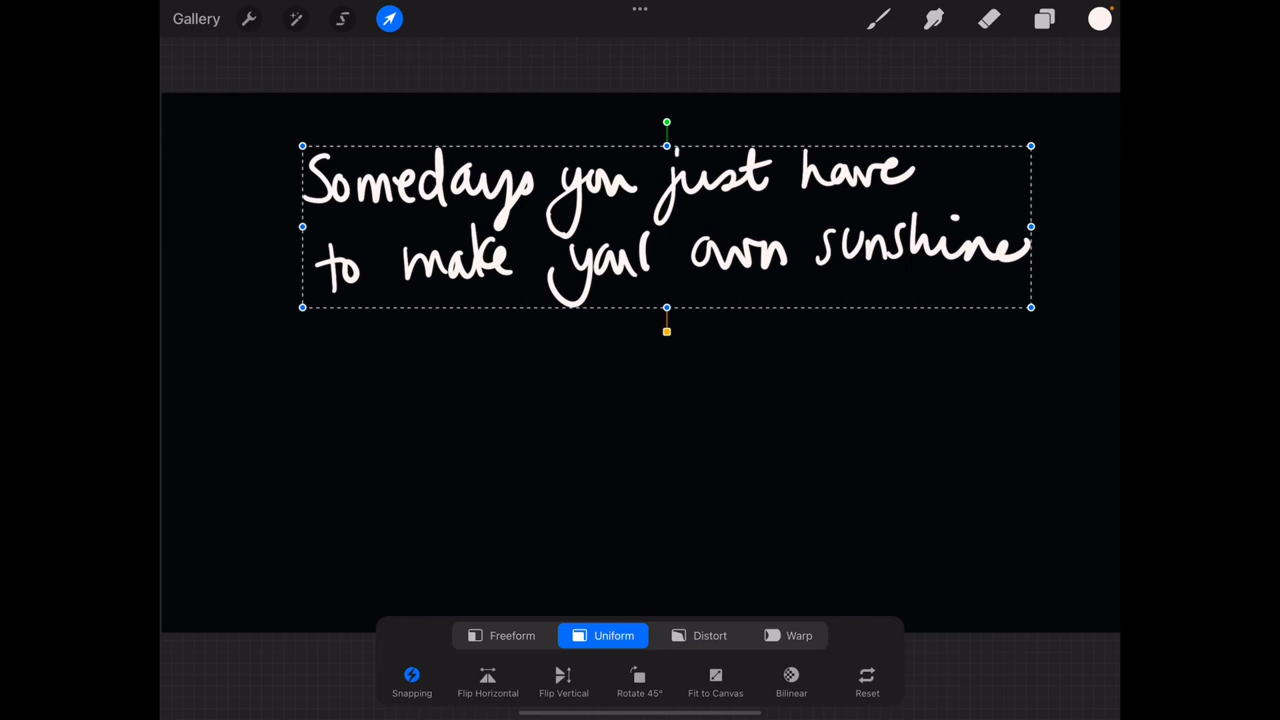 Gallery
Somedays you just have
to make your own sunshine
Freeform Uniform Distort Warp
Snapping Flip Horizontal Flip Vertical Rotate 45° Fit to Canvas Bilinear Reset